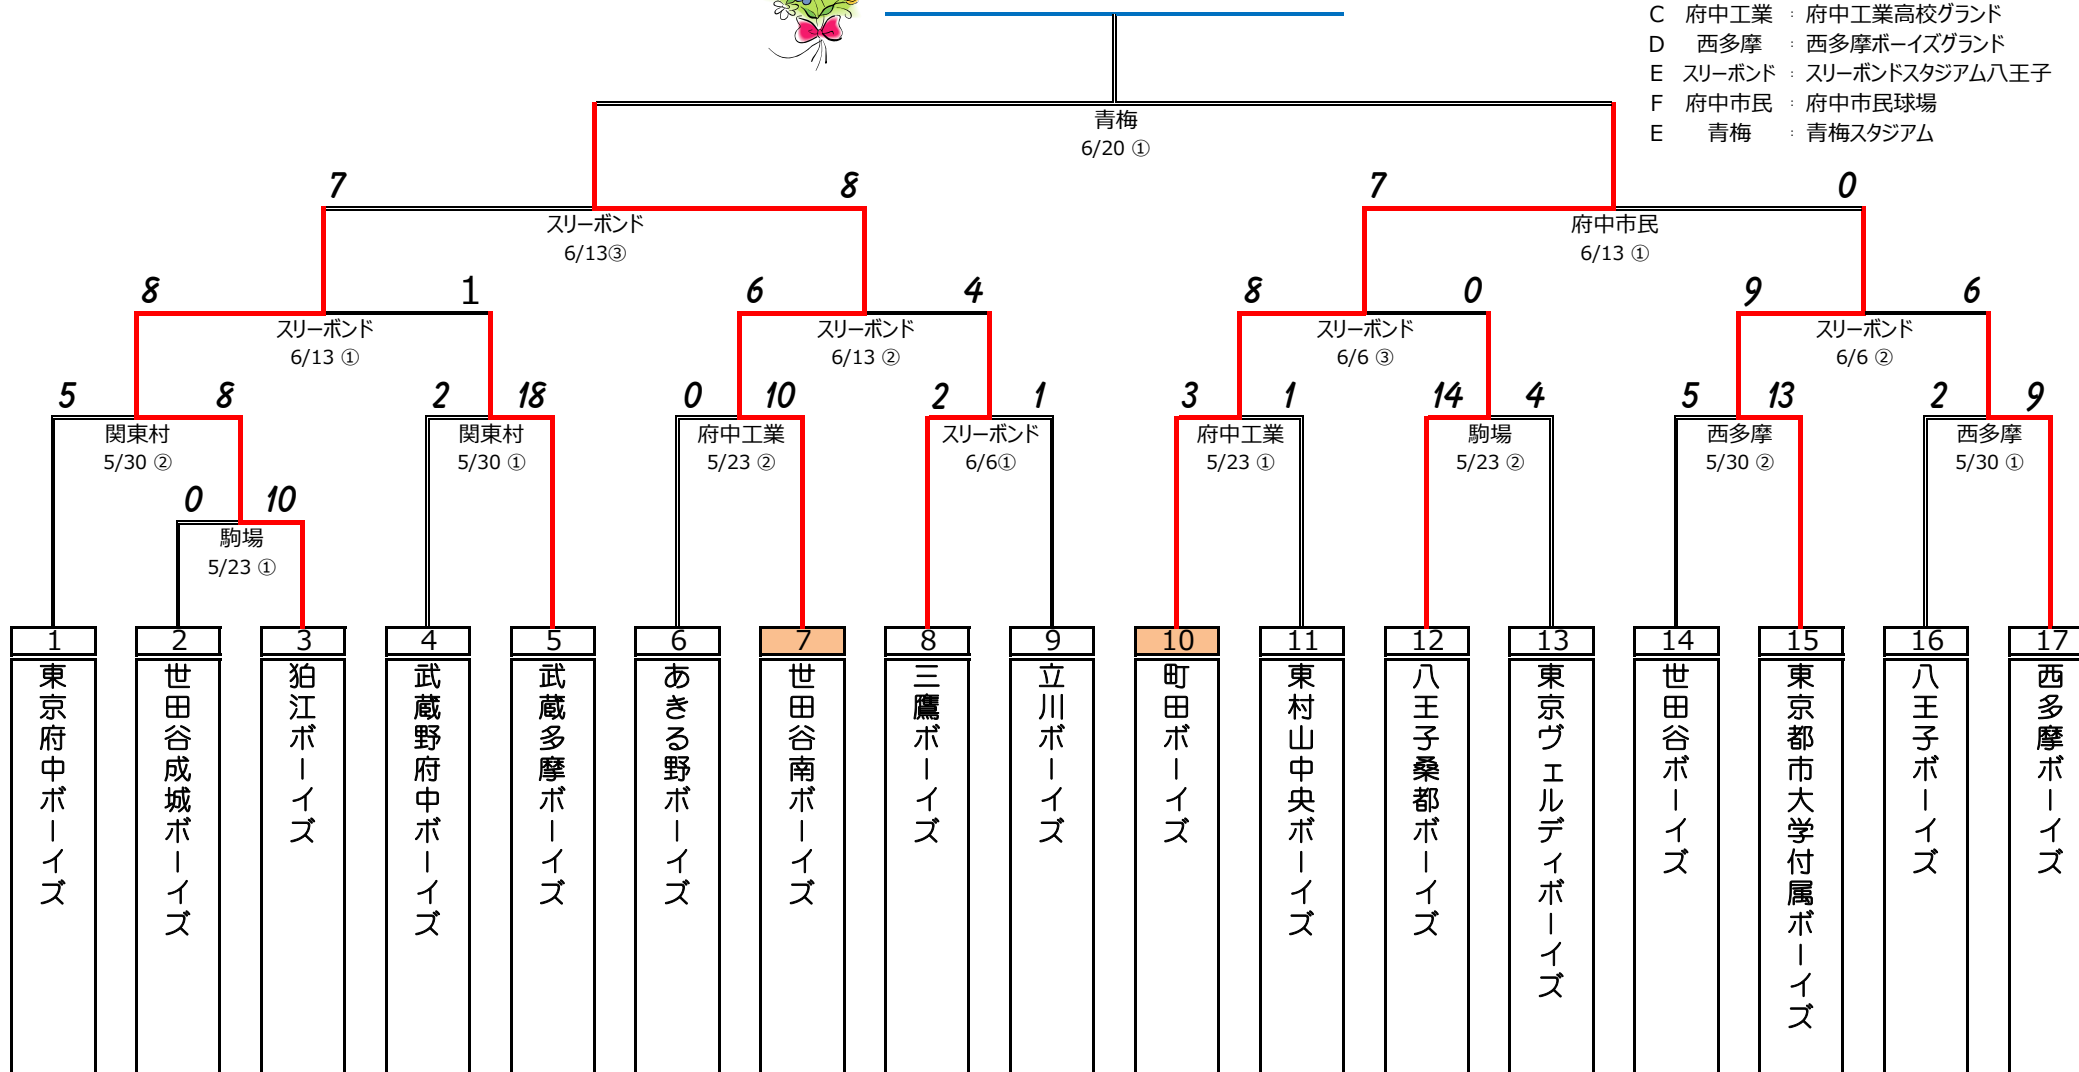 C 府中工業 : 府中工業高校グランド
D 西多摩 : 西多摩ボーイズグランド
E スリーボンド : スリーボンドスタジアム八王子
F 府中市民 : 府中市民球場
E 青梅 : 青梅スタジアム
青梅
6/20 ①
7 8 7 0
スリーボンド 府中市民
6/13③ 6/13 ①
8 1 6 4 8 0 9 6
スリーボンド スリーボンド スリーボンド スリーボンド
6/13 ① 6/13 ② 6/6 ③ 6/6 ②
5 8 2 18 0 10 2 1 3 1 14 4 5 13 2 9
関東村 関東村 府中工業 スリーボンド 府中工業 駒場 西多摩 西多摩
5/30 ② 5/30 ① 5/23 ② 6/6① 5/23 ① 5/23 ② 5/30 ② 5/30 ①
0 10
駒場
5/23 ①
1 2 3 4 5 6 7 8 9 10 11 12 13 14 15 16 17
東京府中ボーイズ
世田谷成城ボーイズ
狛江ボーイズ
武蔵野府中ボーイズ
武蔵多摩ボーイズ
あきる野ボーイズ
世田谷南ボーイズ
三鷹ボーイズ
立川ボーイズ
町田ボーイズ
東村山中央ボーイズ
八王子桑都ボーイズ
東京ヴェルディボーイズ
世田谷ボーイズ
東京都市大学付属ボーイズ
八王子ボーイズ
西多摩ボーイズ